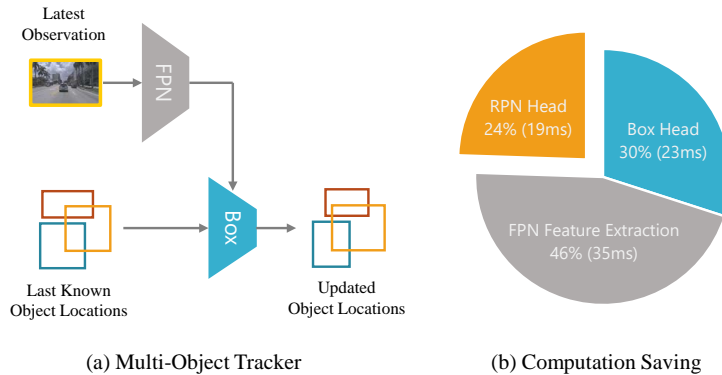 Latest
Observation
FPN
Box
Last Known
Object Locations
Updated
Object Locations
(a) Multi-Object Tracker
RPN Head
24% (19ms)
Box Head
30% (23ms)
FPN Feature Extraction
46% (35ms)
(b) Computation Saving